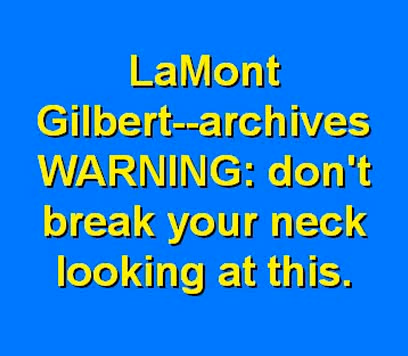 LaMont
Gilbert--archives
WARNING: don't
break your neck
looking at this.